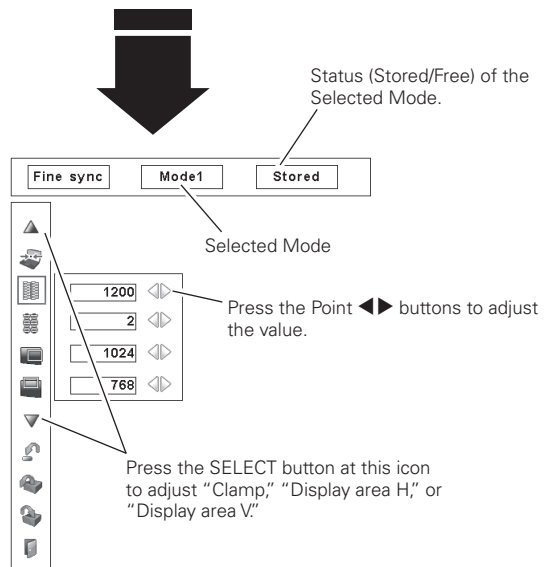 Status (Stored/Free) of the
Selected Mode.
Fine sync
Mode1
Stored
Selected Mode
1200
2
1024
768
Press the Point ◀▶ buttons to adjust
the value.
Press the SELECT button at this icon
to adjust “Clamp,” “Display area H,” or
“Display area V.”